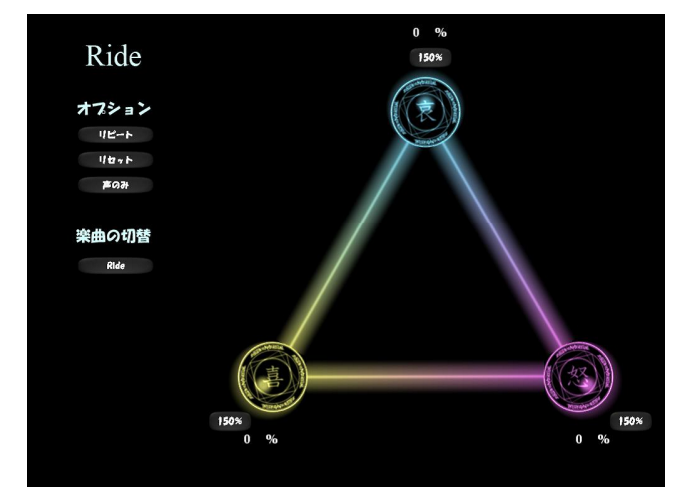 Ride
オプション
リピート
リセット
声のみ
楽曲の切替
Ride
0 %
150%
哀
喜
怒
150%
0 %
150%
0 %